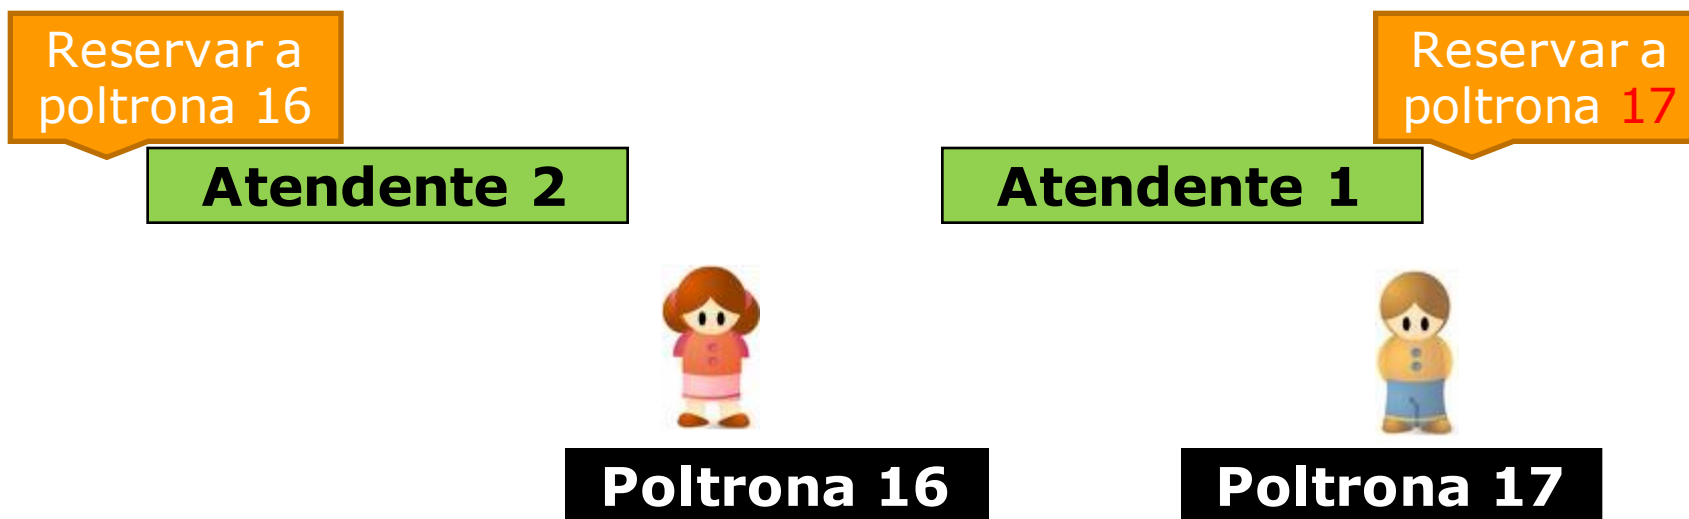 Reservar a
poltrona 16
Reservar a
poltrona 17
Atendente 2
Atendente 1
Poltrona 16
Poltrona 17